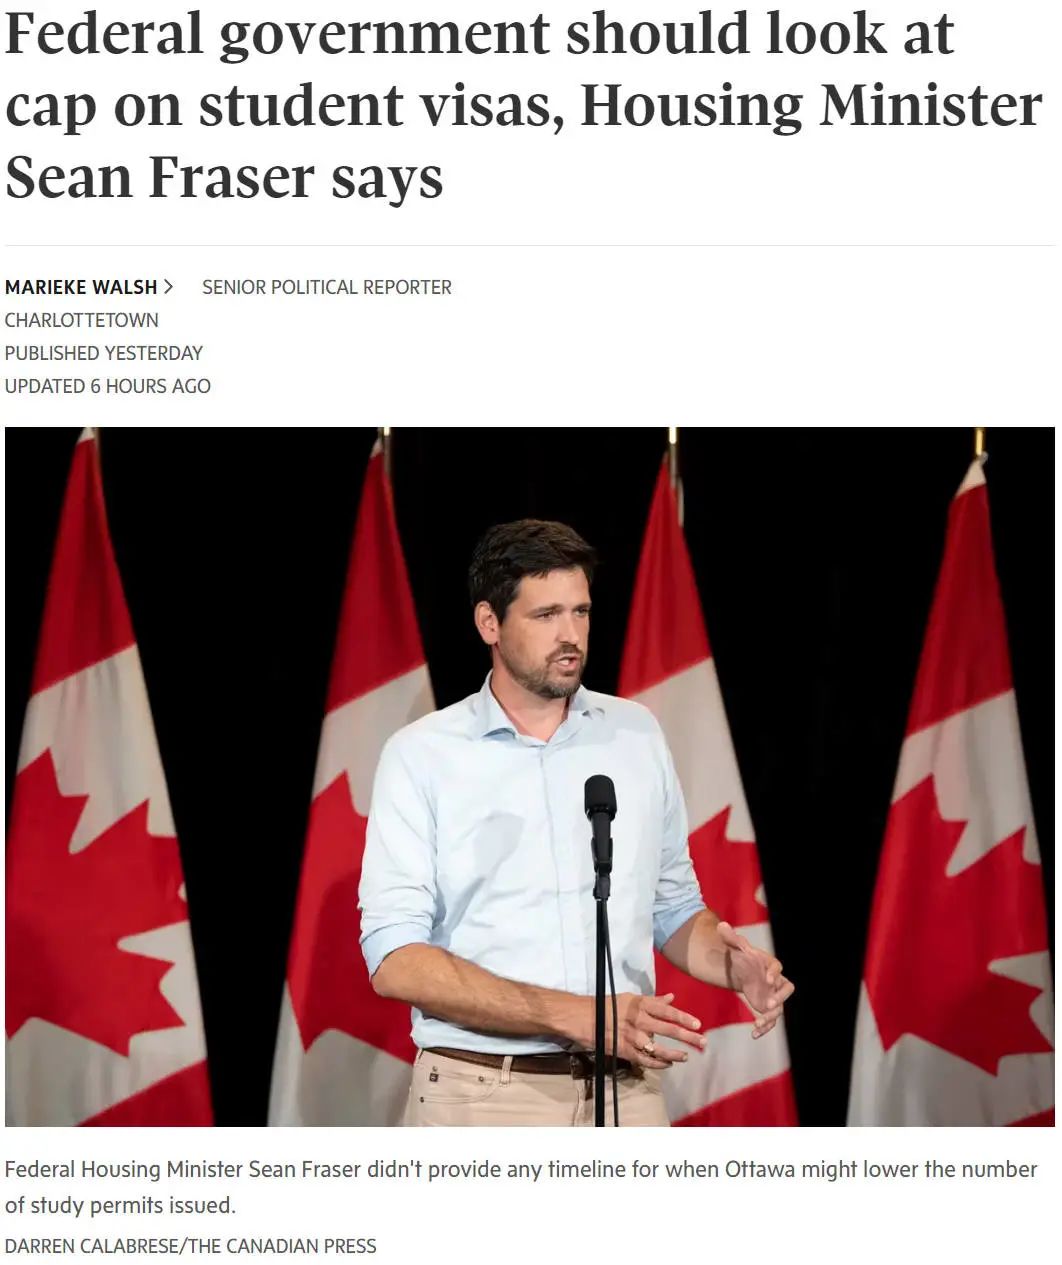 Federal government should look at
cap on student visas, Housing Minister
Sean Fraser says
MARIEKE WALSH > SENIOR POLITICAL REPORTER
CHARLOTTETOWN
PUBLISHED YESTERDAY
UPDATED 6 HOURS AGO
Federal Housing Minister Sean Fraser didn't provide any timeline for when Ottawa might lower the number
of study permits issued.
DARREN CALABRESE/THE CANADIAN PRESS